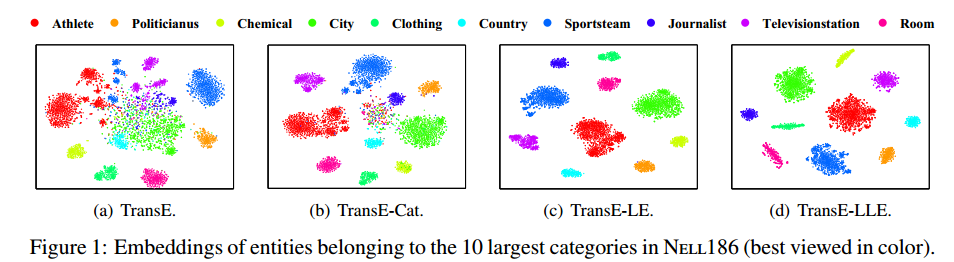 Athlete Politicianus Chemical City Clothing Country Sportsteam Journalist Televisionstation Room
(a) TransE. (b) TransE-Cat. (c) TransE-LE. (d) TransE-LLE.
Figure 1: Embeddings of entities belonging to the 10 largest categories in NELL186 (best viewed in color).